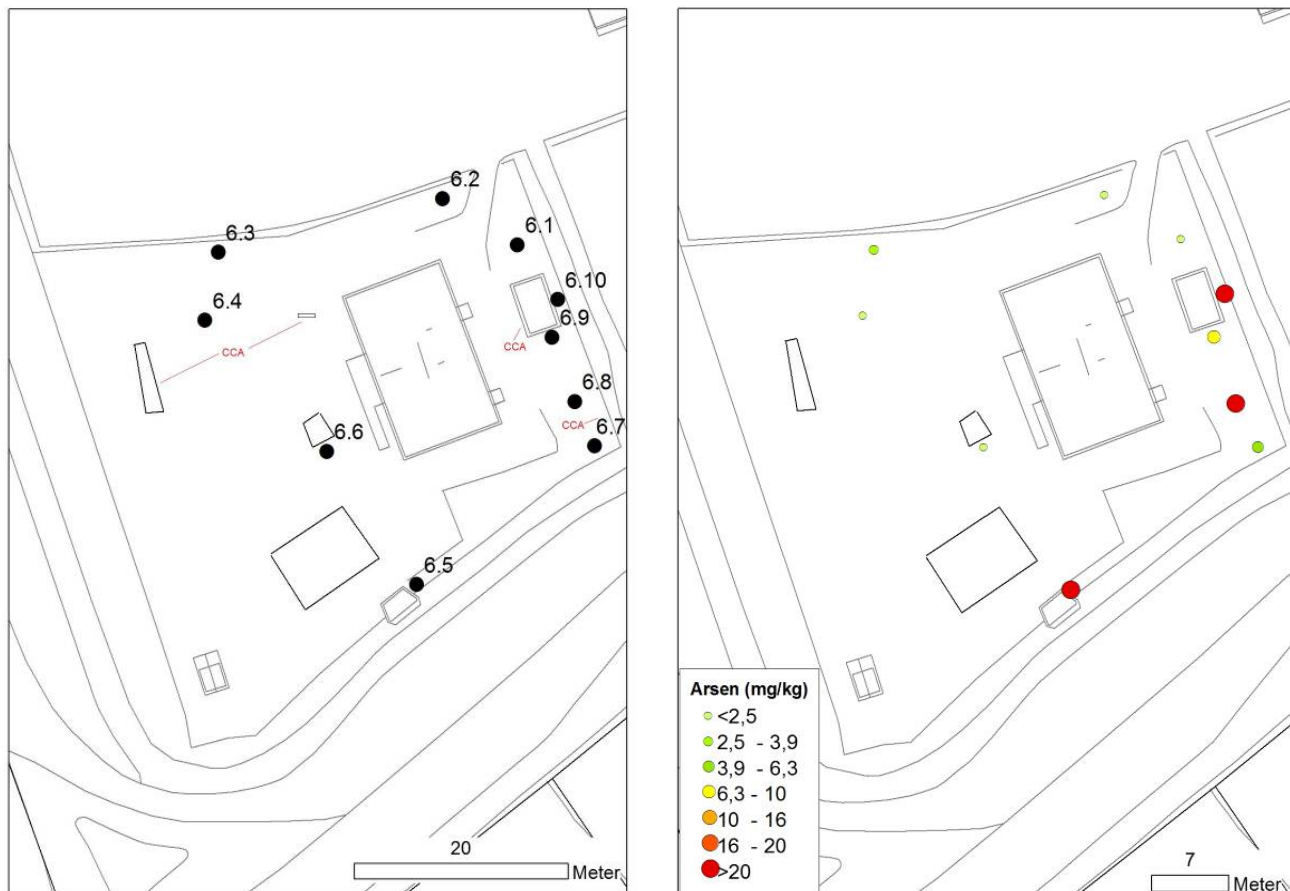 6.2
6.1
6.3
6.10
6.4
6.9
CCA
CCA
6.8
CCA
6.7
6.6
6.5
20
Meter
Arsen (mg/kg)
<2,5
2,5 - 3,9
3,9 - 6,3
6,3 - 10
10 - 16
16 - 20
>20
7
Meter